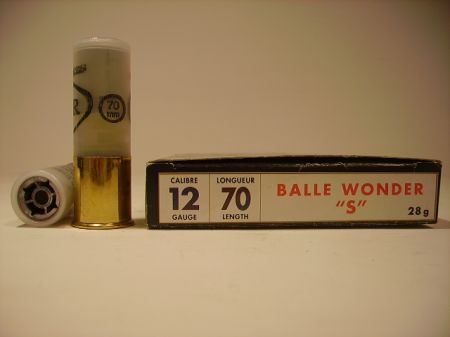 70
mm
R
CALIBRE
12
GAUGE
LONGUEUR
70
LENGTH
BALLE WONDER
"S"
28 g